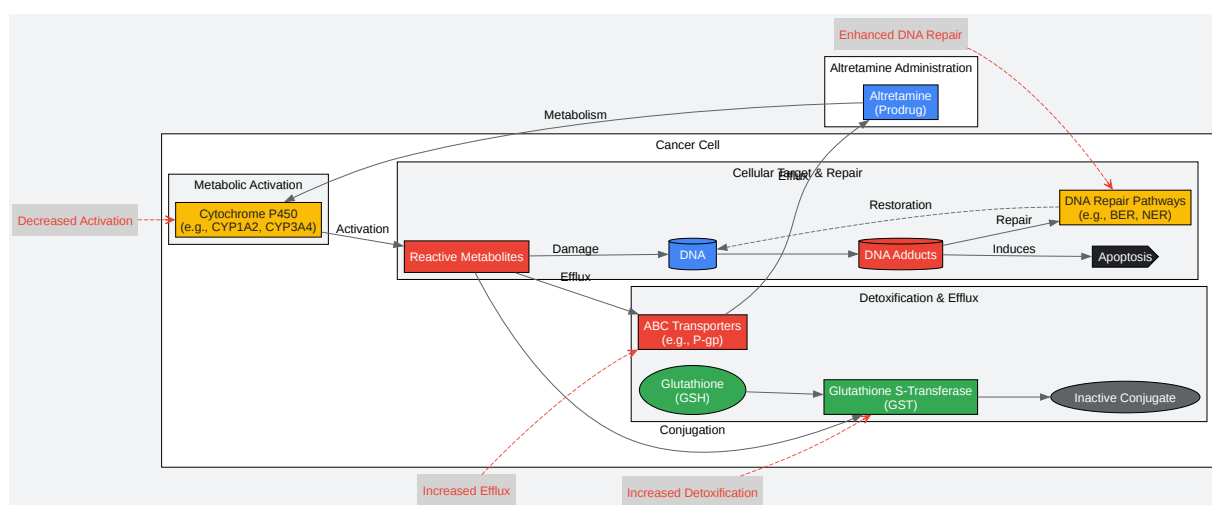 Enhanced DNA Repair
Altretamine Administration
Altretamine
(Prodrug)
Metabolism
Cancer Cell
Cellular Target & Repair
Efflux
Metabolic Activation
Cytochrome P450
(e.g., CYP1A2, CYP3A4)
Decreased Activation
Activation
Reactive Metabolites
Damage
DNA
DNA Adducts
Restoration
Repair
DNA Repair Pathways
(e.g., BER, NER)
Induces
Apoptosis
Efflux
Detoxification & Efflux
ABC Transporters
(e.g., P-gp)
Glutathione
(GSH)
Glutathione S-Transferase
(GST)
Inactive Conjugate
Conjugation
Increased Efflux
Increased Detoxification